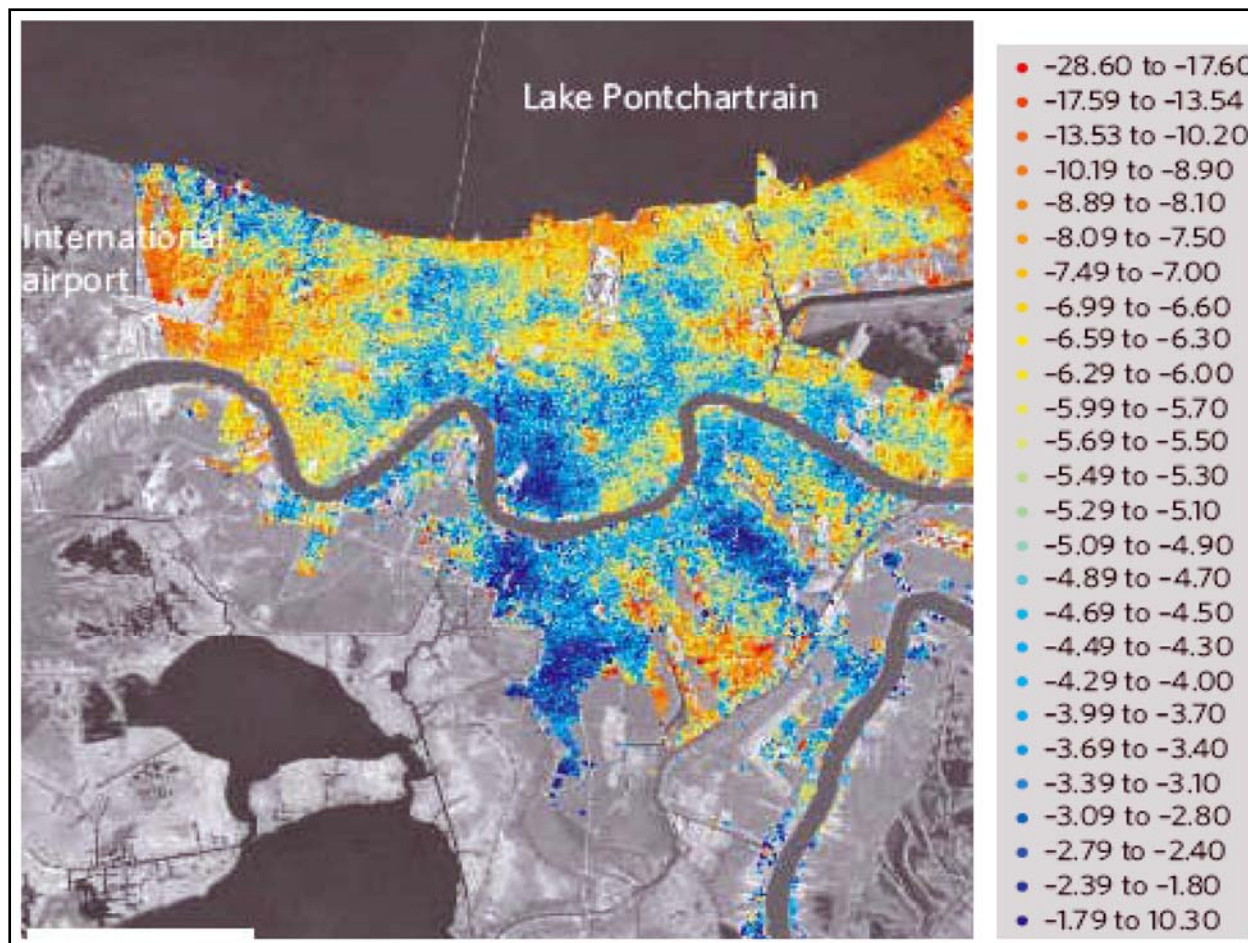 Lake Pontchartrain
International
airport
-28.60 to -17.60
-17.59 to -13.54
-13.53 to -10.20
-10.19 to -8.90
-8.89 to -8.10
-8.09 to -7.50
-7.49 to -7.00
-6.99 to -6.60
-6.59 to -6.30
-6.29 to -6.00
-5.99 to -5.70
-5.69 to -5.50
-5.49 to -5.30
-5.29 to -5.10
-5.09 to -4.90
-4.89 to -4.70
-4.69 to -4.50
-4.49 to -4.30
-4.29 to -4.00
-3.99 to -3.70
-3.69 to -3.40
-3.39 to -3.10
-3.09 to -2.80
-2.79 to -2.40
-2.39 to -1.80
-1.79 to 10.30